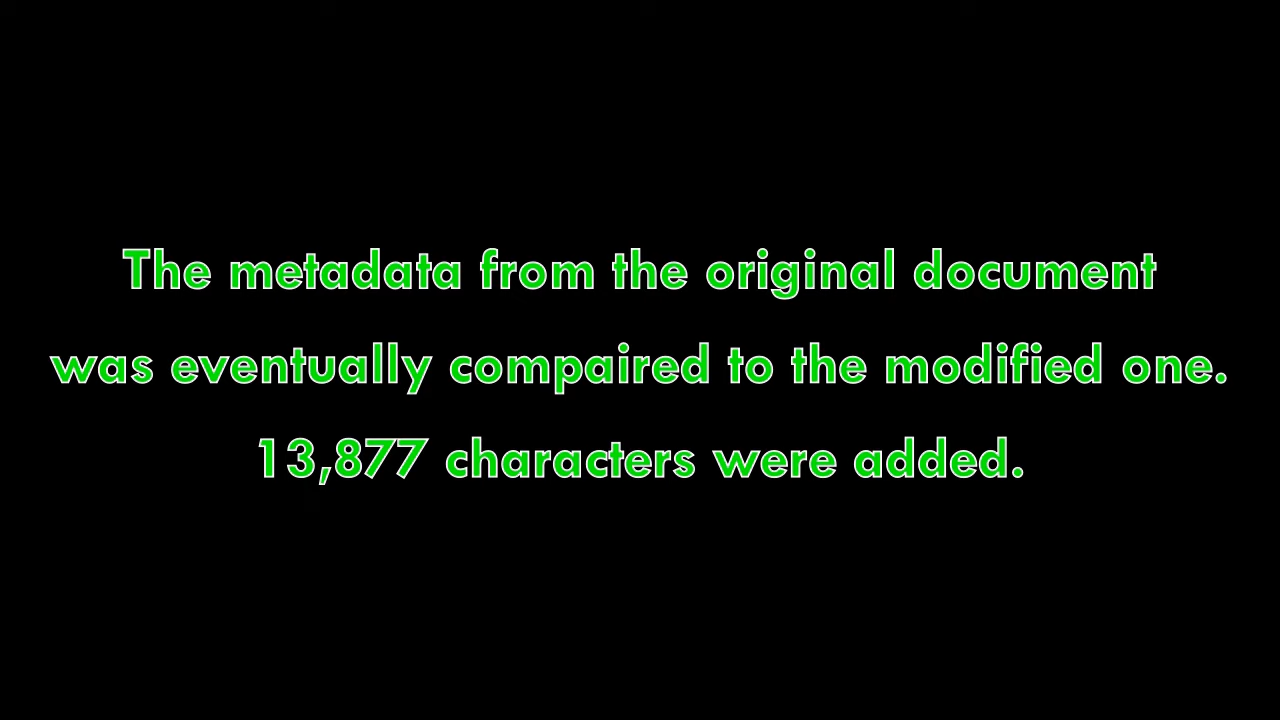 The metadata from the original document
was eventually compaired to the modified one.
13,877 characters were added.